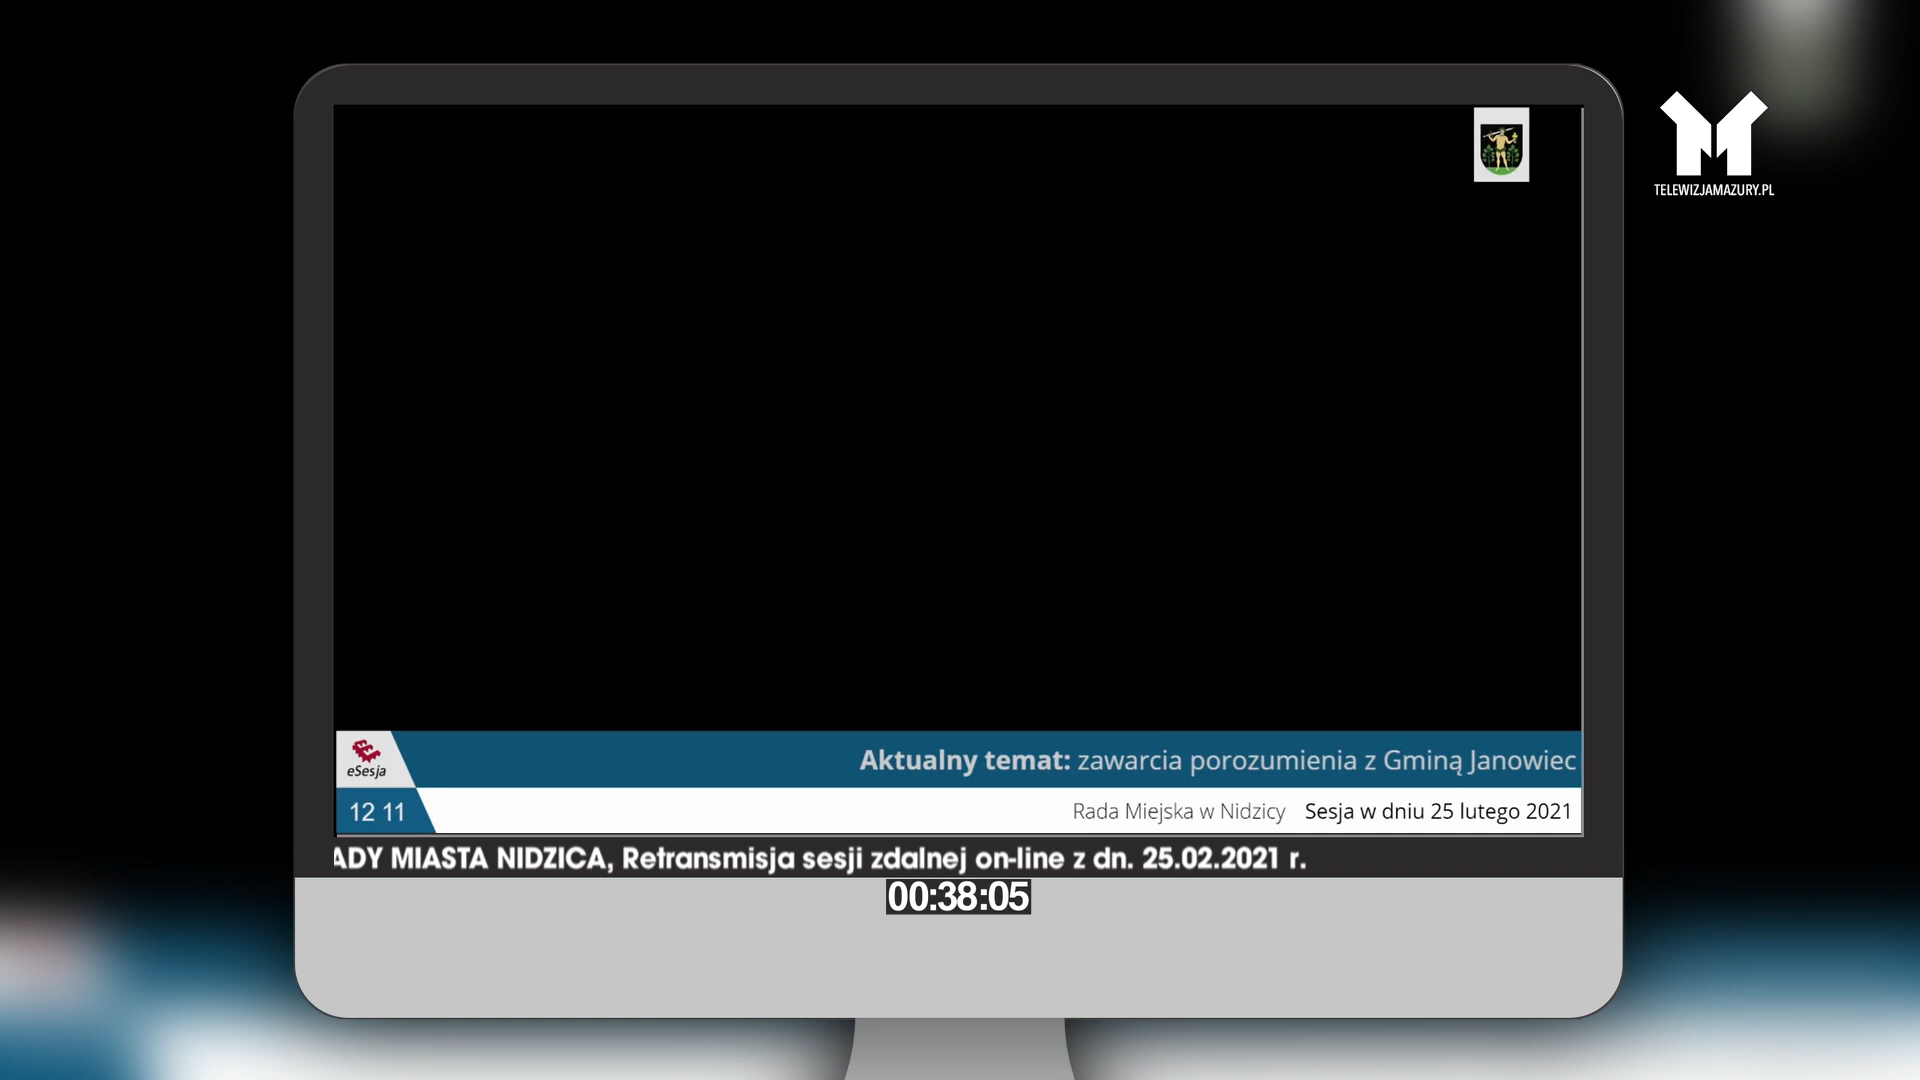 TELEWIZJAMAZURY.PL
eSesja
Aktualny temat: zawarcia porozumienia z Gminą Janowiec
12 11
Rada Miejska w Nidzicy Sesja w dniu 25 lutego 2021
ADY MIASTA NIDZICA, Retransmisja sesji zdalnej on-line z dn. 25.02.2021 r.
00:38:05